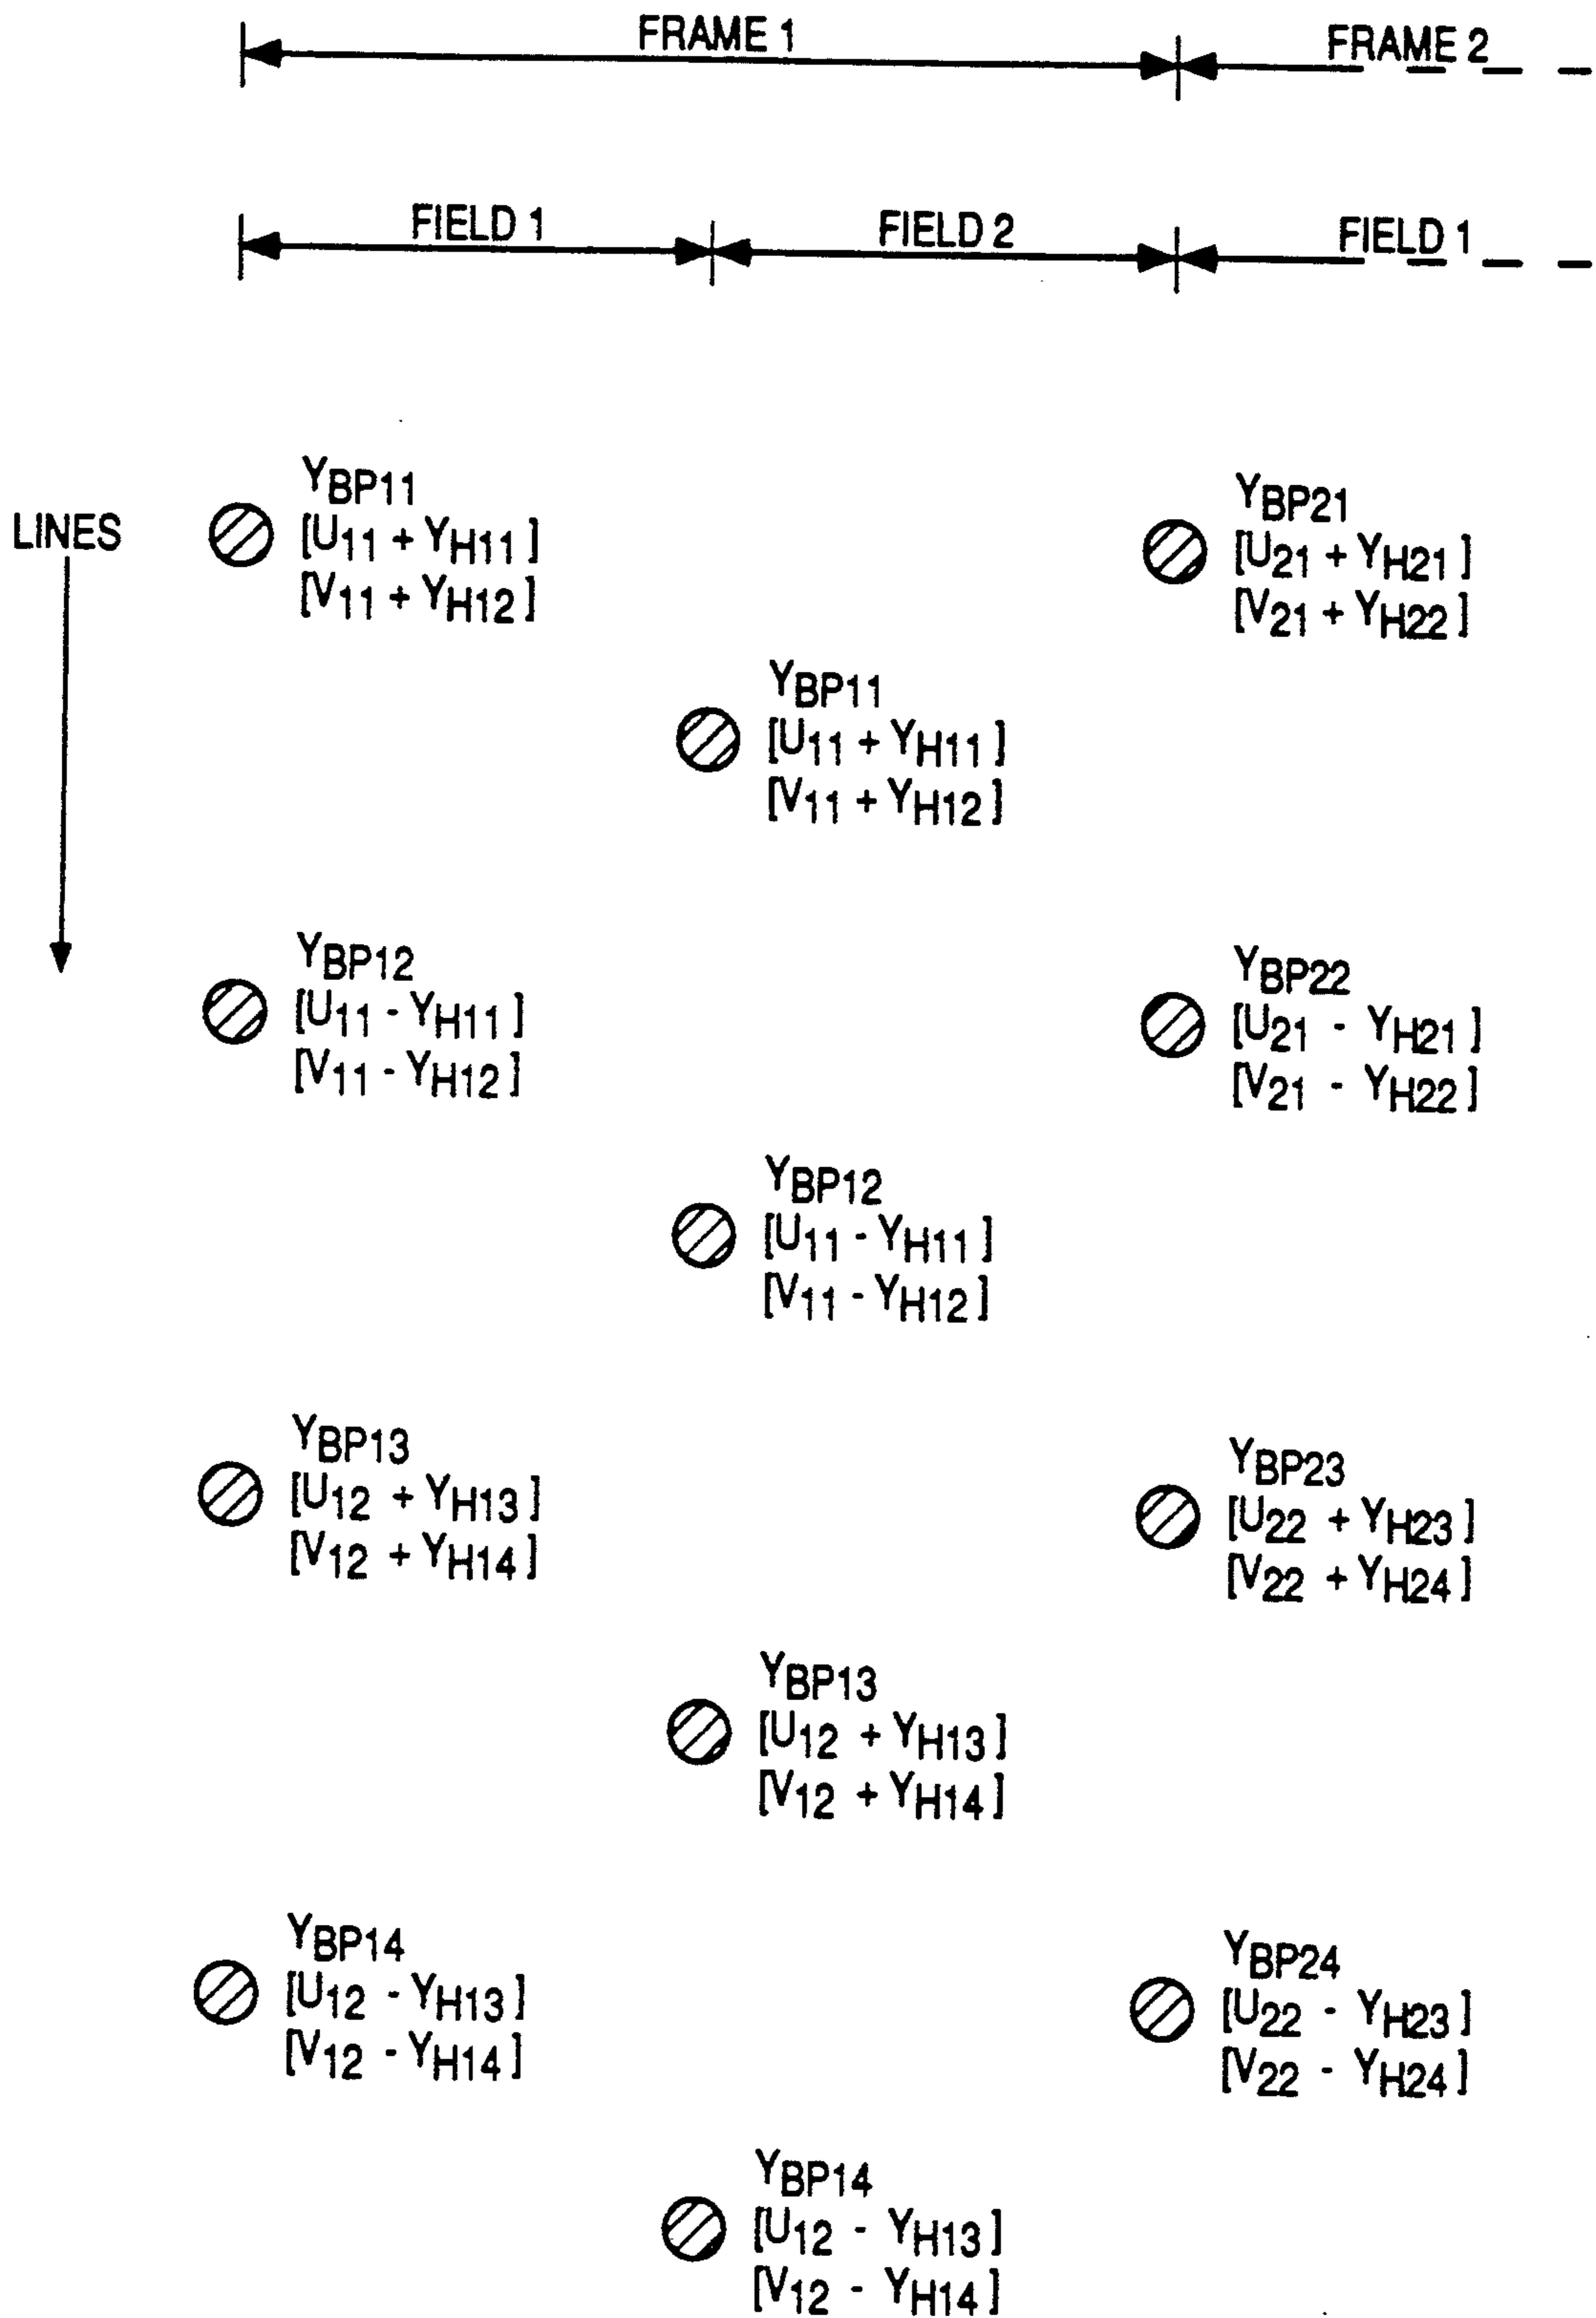 FRAME 1
FRAME 2
FIELD 1
FIELD 2
FIELD 1
LINES
YBP11
[U11 + YH11]
[V11 + YH12]
YBP21
[U21 + YH21]
[V21 + YH22]
YBP11
[U11 + YH11]
[V11 + YH12]
YBP12
[U11 - YH11]
[V11 - YH12]
YBP22
[U21 - YH21]
[V21 - YH22]
YBP12
[U11 - YH11]
[V11 - YH12]
YBP13
[U12 + YH13]
[V12 + YH14]
YBP23
[U22 + YH23]
[V22 + YH24]
YBP13
[U12 + YH13]
[V12 + YH14]
YBP14
[U12 - YH13]
[V12 - YH14]
YBP24
[U22 - YH23]
[V22 - YH24]
YBP14
[U12 - YH13]
[V12 - YH14]